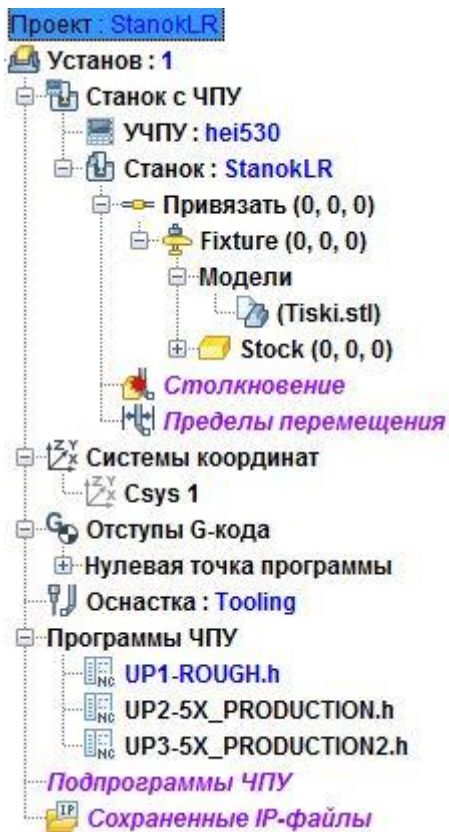 Проект : StanokLR
Установ : 1
Станок с ЧПУ
УЧПУ : hei530
Станок : StanokLR
Привязать (0, 0, 0)
Fixture (0, 0, 0)
Модели
(Tiski.stl)
Stock (0, 0, 0)
Столкновение
Пределы перемещения
Системы координат
Csys 1
Отступы G-кода
Нулевая точка программы
Оснастка : Tooling
Программы ЧПУ
UP1-ROUGH.h
UP2-5X_PRODUCTION.h
UP3-5X_PRODUCTION2.h
Подпрограммы ЧПУ
Сохраненные IP-файлы